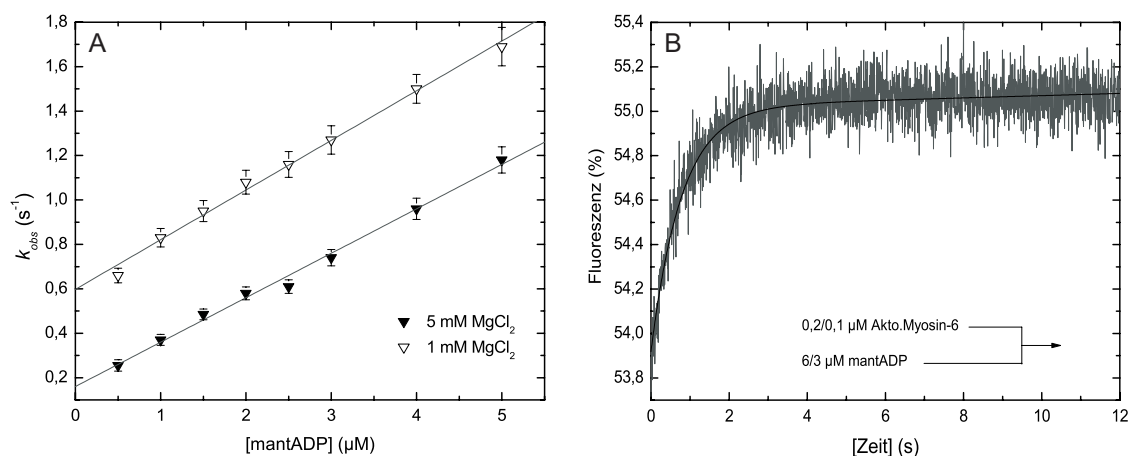 A
1,8
1,6
1,4
1,2
1,0
0,8
0,6
0,4
0,2
k_obs (s⁻¹)
5 mM MgCl₂
1 mM MgCl₂
0 1 2 3 4 5
[mantADP] (µM)
B
55,4
55,2
55,0
54,8
54,6
54,4
54,2
54,0
53,8
Fluoreszenz (%)
0,2/0,1 µM Akto.Myosin-6
6/3 µM mantADP
0 2 4 6 8 10 12
[Zeit] (s)